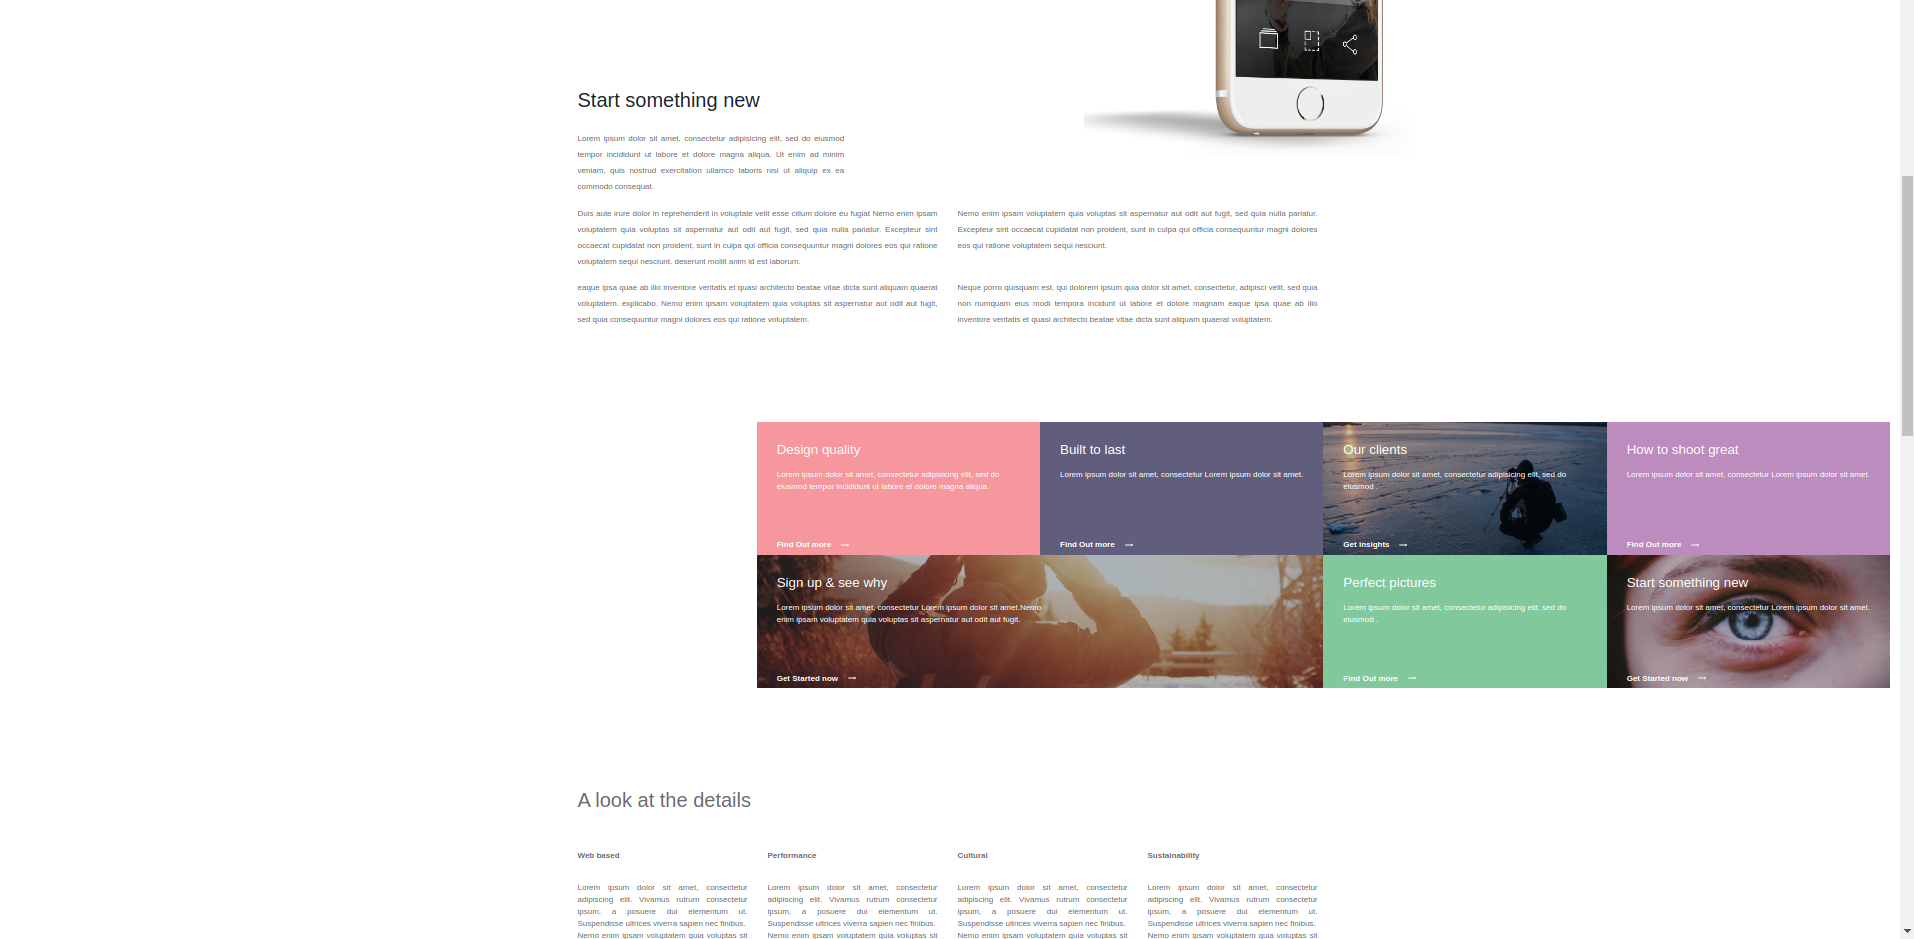 Start something new
Lorem ipsum dolor sit amet, consectetur adipisicing elit, sed do eiusmod
tempor incididunt ut labore et dolore magna aliqua. Ut enim ad minim
veniam, quis nostrud exercitation ullamco laboris nisi ut aliquip ex ea
commodo consequat.
Duis aute irure dolor in reprehenderit in voluptate velit esse cillum dolore eu fugiat Nemo enim ipsam
voluptatem quia voluptas sit aspernatur aut odit aut fugit, sed quia nulla pariatur. Excepteur sint
occaecat cupidatat non proident, sunt in culpa qui officia consequuntur magni dolores eos qui ratione
voluptatem sequi nesciunt. deserunt mollit anim id est laborum.
Nemo enim ipsam voluptatem quia voluptas sit aspernatur aut odit aut fugit, sed quia nulla pariatur.
Excepteur sint occaecat cupidatat non proident, sunt in culpa qui officia consequuntur magni dolores
eos qui ratione voluptatem sequi nesciunt.
eaque ipsa quae ab illo inventore veritatis et quasi architecto beatae vitae dicta sunt aliquam quaerat
voluptatem. explicabo. Nemo enim ipsam voluptatem quia voluptas sit aspernatur aut odit aut fugit,
sed quia consequuntur magni dolores eos qui ratione voluptatem.
Neque porro quisquam est, qui dolorem ipsum quia dolor sit amet, consectetur, adipisci velit, sed quia
non numquam eius modi tempora incidunt ut labore et dolore magnam eaque ipsa quae ab illo
inventore veritatis et quasi architecto beatae vitae dicta sunt aliquam quaerat voluptatem.
Design quality
Lorem ipsum dolor sit amet, consectetur adipisicing elit, sed do
eiusmod tempor incididunt ut labore et dolore magna aliqua.
Find Out more
Built to last
Lorem ipsum dolor sit amet, consectetur Lorem ipsum dolor sit amet.
Find Out more
Our clients
Lorem ipsum dolor sit amet, consectetur adipisicing elit, sed do
eiusmod .
Get insights
How to shoot great
Lorem ipsum dolor sit amet, consectetur Lorem ipsum dolor sit amet.
Find Out more
Sign up & see why
Lorem ipsum dolor sit amet, consectetur Lorem ipsum dolor sit amet.Nemo
enim ipsam voluptatem quia voluptas sit aspernatur aut odit aut fugit.
Get Started now
Perfect pictures
Lorem ipsum dolor sit amet, consectetur adipisicing elit, sed do
eiusmod .
Find Out more
Start something new
Lorem ipsum dolor sit amet, consectetur Lorem ipsum dolor sit amet.
Get Started now
A look at the details
Web based
Lorem ipsum dolor sit amet, consectetur
adipiscing elit. Vivamus rutrum consectetur
ipsum, a posuere dui elementum ut.
Suspendisse ultrices viverra sapien nec finibus.
Nemo enim ipsam voluptatem quia voluptas sit
Performance
Lorem ipsum dolor sit amet, consectetur
adipiscing elit. Vivamus rutrum consectetur
ipsum, a posuere dui elementum ut.
Suspendisse ultrices viverra sapien nec finibus.
Nemo enim ipsam voluptatem quia voluptas sit
Cultural
Lorem ipsum dolor sit amet, consectetur
adipiscing elit. Vivamus rutrum consectetur
ipsum, a posuere dui elementum ut.
Suspendisse ultrices viverra sapien nec finibus.
Nemo enim ipsam voluptatem quia voluptas sit
Sustainability
Lorem ipsum dolor sit amet, consectetur
adipiscing elit. Vivamus rutrum consectetur
ipsum, a posuere dui elementum ut.
Suspendisse ultrices viverra sapien nec finibus.
Nemo enim ipsam voluptatem quia voluptas sit